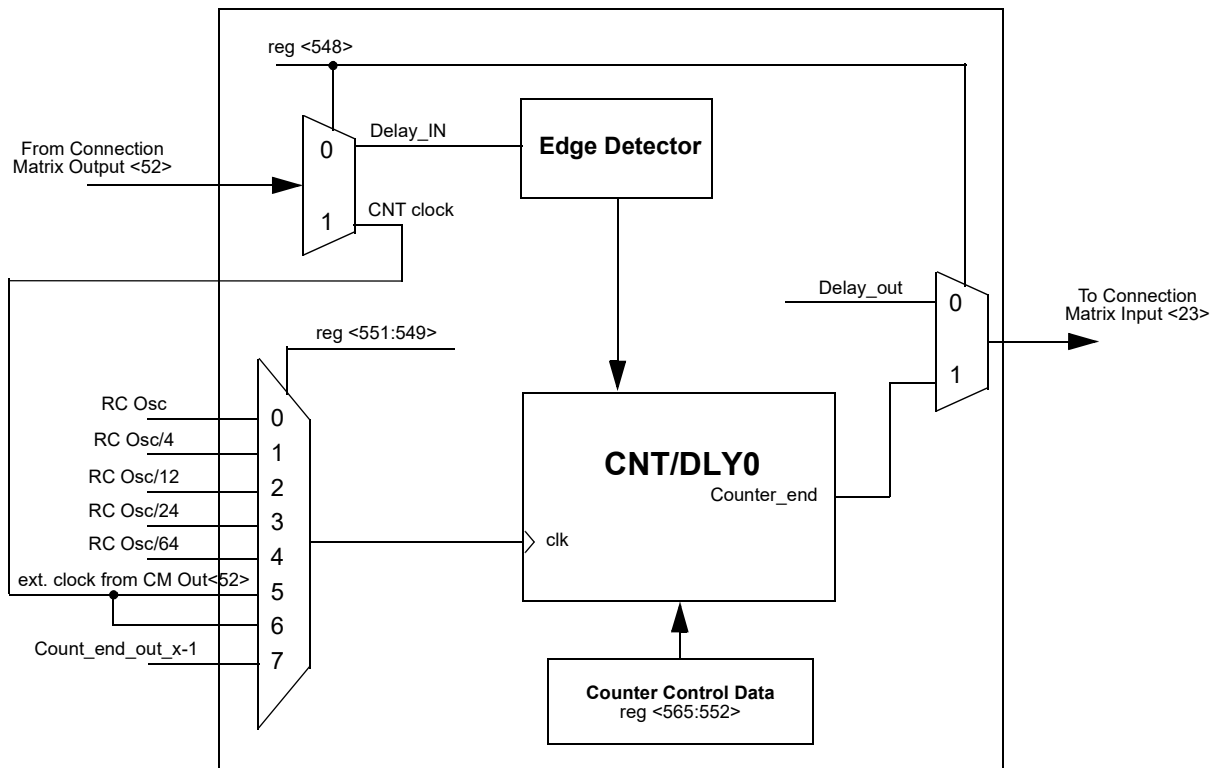 reg <548>
From Connection
Matrix Output <52>
0
Delay_IN
1
CNT clock
Edge Detector
Delay_out
0
1
To Connection
Matrix Input <23>
reg <551:549>
RC Osc
0
RC Osc/4
1
RC Osc/12
2
RC Osc/24
3
RC Osc/64
4
ext. clock from CM Out<52>
5
6
Count_end_out_x-1
7
CNT/DLY0
Counter_end
clk
Counter Control Data
reg <565:552>